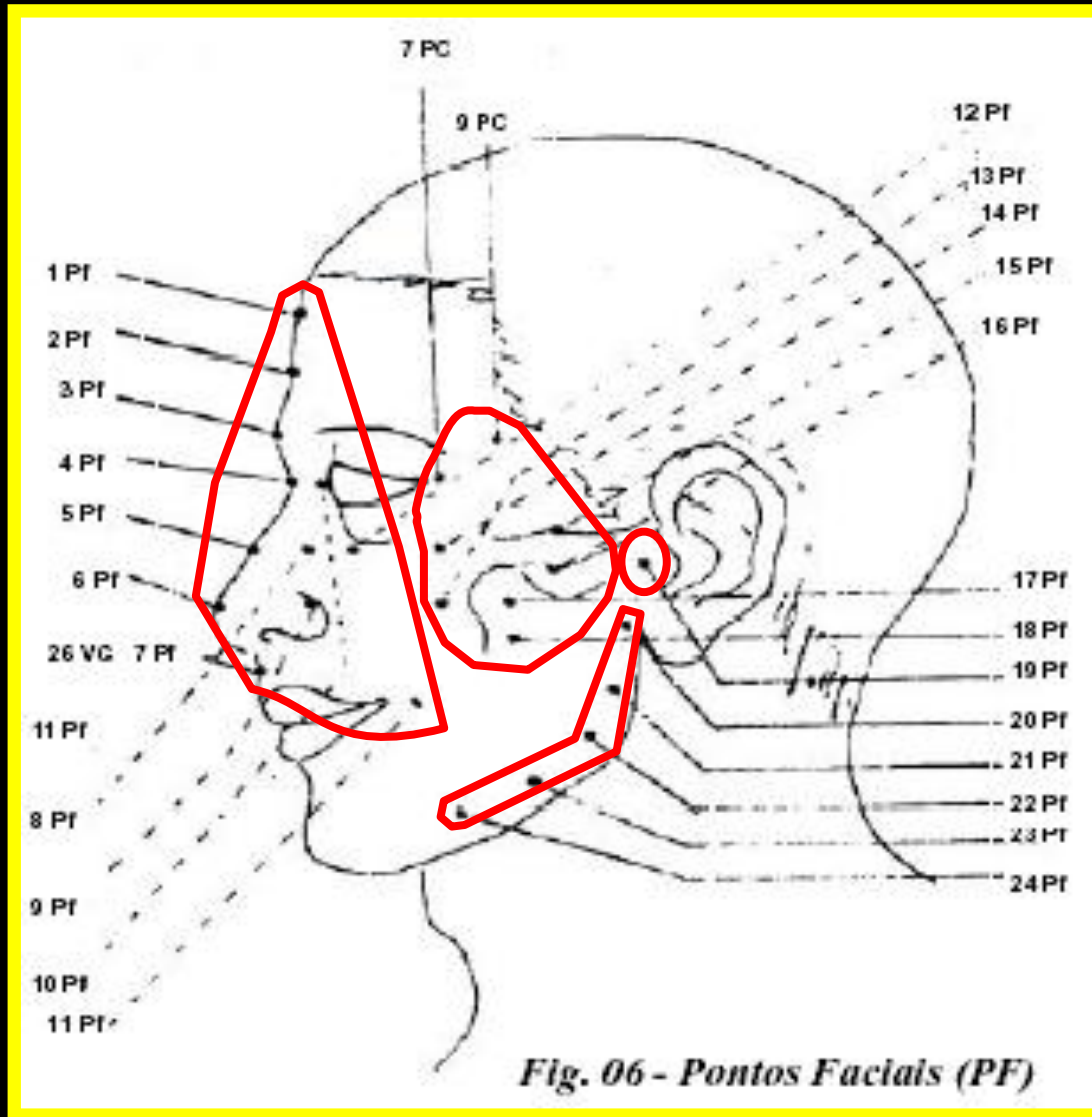 7 PC
9 PC
12 Pf
13 Pf
14 Pf
15 Pf
16 Pf
1 Pf
2 Pf
3 Pf
4 Pf
5 Pf
6 Pf
26 VG 7 Pf
11 Pf
8 Pf
9 Pf
10 Pf
11 Pf
17 Pf
18 Pf
19 Pf
20 Pf
21 Pf
22 Pf
23 Pf
24 Pf
Fig. 06 - Pontos Faciais (PF)